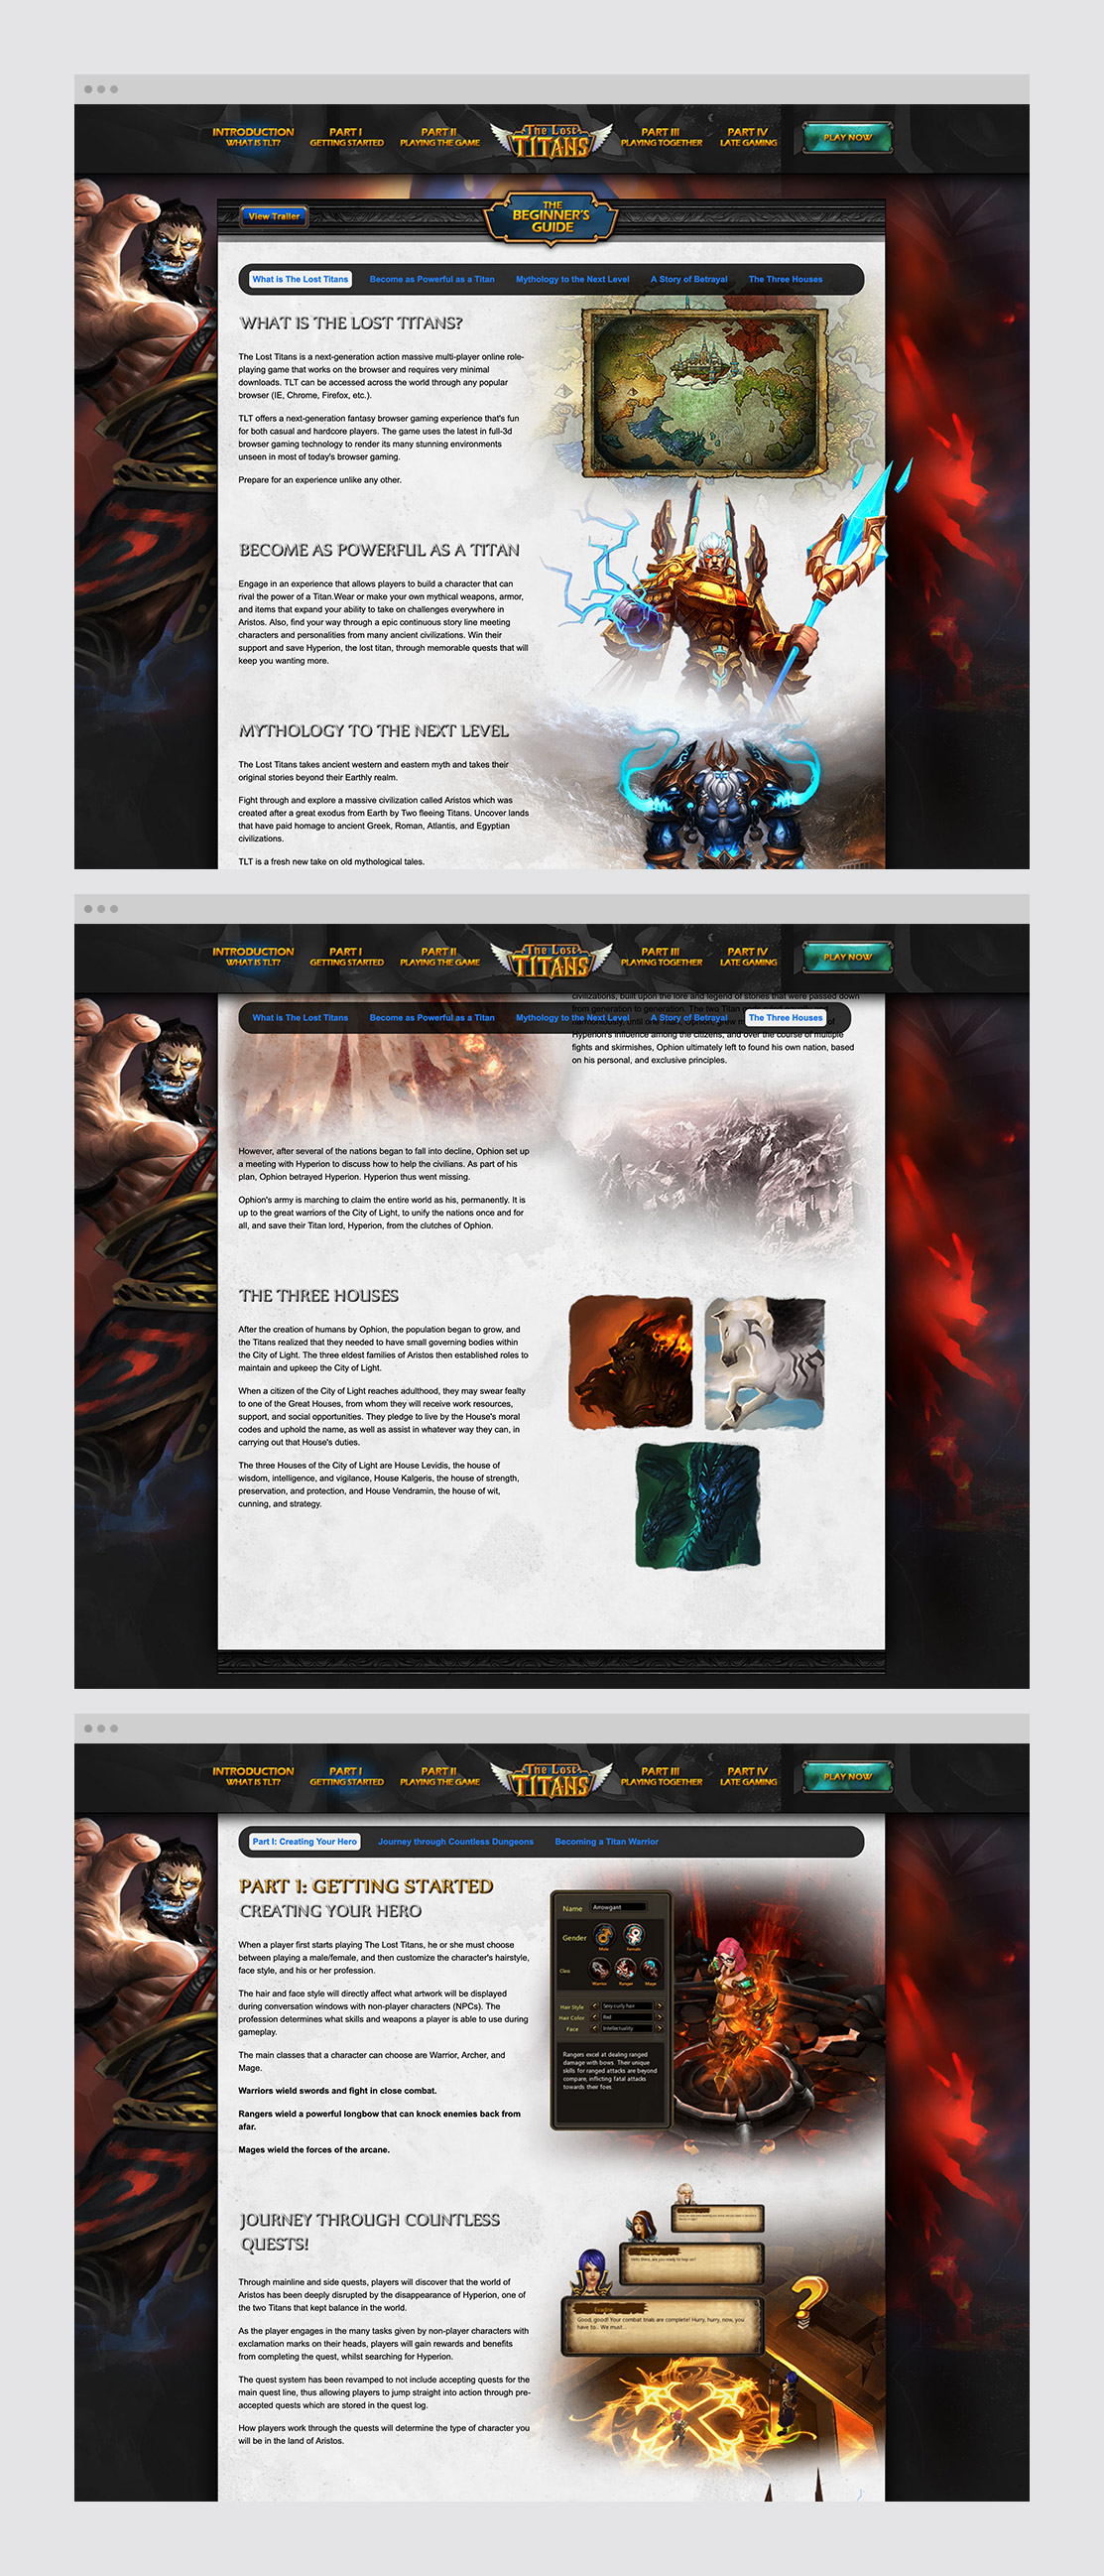 INTRODUCTION
WHAT IS TLT?
PART I
GETTING STARTED
PART II
PLAYING THE GAME
The Lost
TITANS
PART III
PLAYING TOGETHER
PART IV
LATE GAMING
PLAY NOW
View Trailer
THE
BEGINNER'S
GUIDE
What is The Lost Titans
Become as Powerful as a Titan
Mythology to the Next Level
A Story of Betrayal
The Three Houses
WHAT IS THE LOST TITANS?
The Lost Titans is a next-generation action massive multi-player online role-
playing game that works on the browser and requires very minimal
downloads. TLT can be accessed across the world through any popular
browser (IE, Chrome, Firefox, etc.).
TLT offers a next-generation fantasy browser gaming experience that's fun
for both casual and hardcore players. The game uses the latest in full-3d
browser gaming technology to render its many stunning environments
unseen in most of today's browser gaming.
Prepare for an experience unlike any other.
BECOME AS POWERFUL AS A TITAN
Engage in an experience that allows players to build a character that can
rival the power of a Titan.Wear or make your own mythical weapons, armor,
and items that expand your ability to take on challenges everywhere in
Aristos. Also, find your way through a epic continuous story line meeting
characters and personalities from many ancient civilizations. Win their
support and save Hyperion, the lost titan, through memorable quests that will
keep you wanting more.
MYTHOLOGY TO THE NEXT LEVEL
The Lost Titans takes ancient western and eastern myth and takes their
original stories beyond their Earthly realm.
Fight through and explore a massive civilization called Aristos which was
created after a great exodus from Earth by Two fleeing Titans. Uncover lands
that have paid homage to ancient Greek, Roman, Atlantis, and Egyptian
civilizations.
TLT is a fresh new take on old mythological tales.
INTRODUCTION
WHAT IS TLT?
PART I
GETTING STARTED
PART II
PLAYING THE GAME
The Lost
TITANS
PART III
PLAYING TOGETHER
PART IV
LATE GAMING
PLAY NOW
civilizations, built upon the lore and legend of stories that were passed down
from generation to generation. The two Titan
What is The Lost Titans
Become as Powerful as a Titan
Mythology to the Next Level
A Story of Betrayal
The Three Houses
harmoniously, until one Titan, Ophion, grew of
Hyperion's influence among the citizens, and over the course of multiple
fights and skirmishes, Ophion ultimately left to found his own nation, based
on his personal, and exclusive principles.
However, after several of the nations began to fall into decline, Ophion set up
a meeting with Hyperion to discuss how to help the civilians. As part of his
plan, Ophion betrayed Hyperion. Hyperion thus went missing.
Ophion's army is marching to claim the entire world as his, permanently. It is
up to the great warriors of the City of Light, to unify the nations once and for
all, and save their Titan lord, Hyperion, from the clutches of Ophion.
THE THREE HOUSES
After the creation of humans by Ophion, the population began to grow, and
the Titans realized that they needed to have small governing bodies within
the City of Light. The three eldest families of Aristos then established roles to
maintain and upkeep the City of Light.
When a citizen of the City of Light reaches adulthood, they may swear fealty
to one of the Great Houses, from whom they will receive work resources,
support, and social opportunities. They pledge to live by the House's moral
codes and uphold the name, as well as assist in whatever way they can, in
carrying out that House's duties.
The three Houses of the City of Light are House Levidis, the house of
wisdom, intelligence, and vigilance, House Kalgeris, the house of strength,
preservation, and protection, and House Vendramin, the house of wit,
cunning, and strategy.
INTRODUCTION
WHAT IS TLT?
PART I
GETTING STARTED
PART II
PLAYING THE GAME
The Lost
TITANS
PART III
PLAYING TOGETHER
PART IV
LATE GAMING
PLAY NOW
Part I: Creating Your Hero
Journey through Countless Dungeons
Becoming a Titan Warrior
PART I: GETTING STARTED
CREATING YOUR HERO
When a player first starts playing The Lost Titans, he or she must choose
between playing a male/female, and then customize the character's hairstyle,
face style, and his or her profession.
The hair and face style will directly affect what artwork will be displayed
during conversation windows with non-player characters (NPCs). The
profession determines what skills and weapons a player is able to use during
gameplay.
The main classes that a character can choose are Warrior, Archer, and
Mage.
Warriors wield swords and fight in close combat.
Rangers wield a powerful longbow that can knock enemies back from
afar.
Mages wield the forces of the arcane.
Name
Arrowgant
Gender
Male
Female
Class
Warrior
Ranger
Mage
Hair Style
Sexy curly hair
Hair Color
Red
Face
Intellectuality
Rangers excel at dealing ranged
damage with bows. Their unique
skills for ranged attacks are beyond
compare, inflicting fatal attacks
towards their foes.
JOURNEY THROUGH COUNTLESS
QUESTS!
Through mainline and side quests, players will discover that the world of
Aristos has been deeply disrupted by the disappearance of Hyperion, one of
the two Titans that kept balance in the world.
As the player engages in the many tasks given by non-player characters with
exclamation marks on their heads, players will gain rewards and benefits
from completing the quest, whilst searching for Hyperion.
The quest system has been revamped to not include accepting quests for the
main quest line, thus allowing players to jump straight into action through pre-
accepted quests which are stored in the quest log.
How players work through the quests will determine the type of character you
will be in the land of Aristos.
Hello there, are you ready to hop on?
Good, good! Your combat trials are complete! Hurry, hurry, now, you
have to... We must...
?